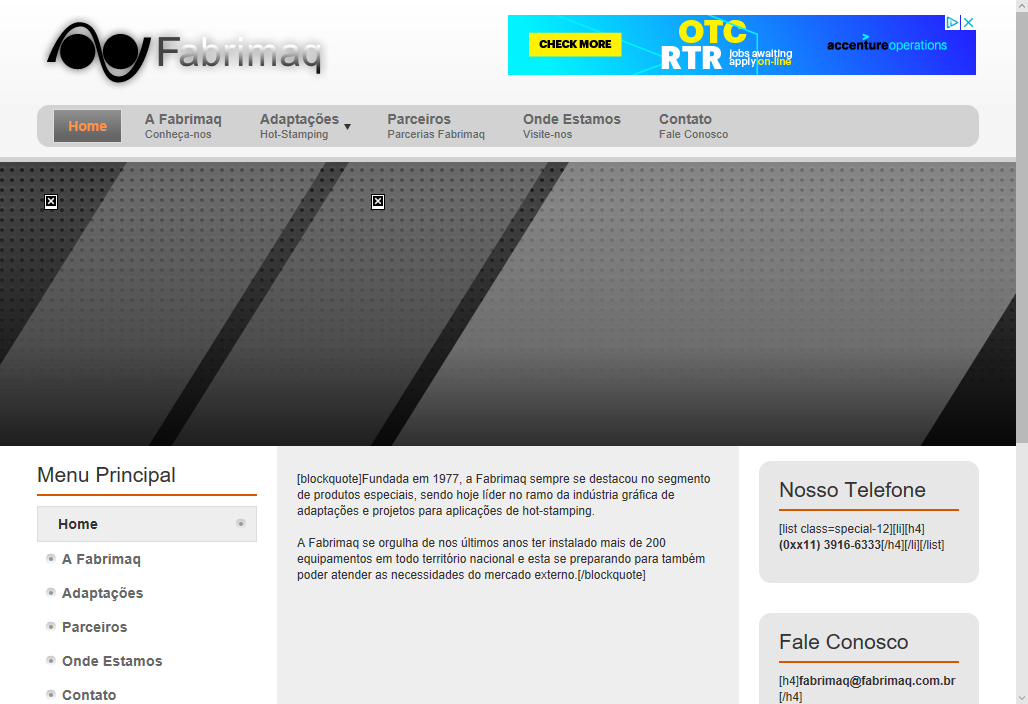 Fabrimaq
CHECK MORE
OTC
RTR
jobs awaiting
apply on-line
accentureoperations
Home
A Fabrimaq
Conheça-nos
Adaptações
Hot-Stamping
Parceiros
Parcerias Fabrimaq
Onde Estamos
Visite-nos
Contato
Fale Conosco
Menu Principal
Home
A Fabrimaq
Adaptações
Parceiros
Onde Estamos
Contato
[blockquote]Fundada em 1977, a Fabrimaq sempre se destacou no segmento
de produtos especiais, sendo hoje líder no ramo da indústria gráfica de
adaptações e projetos para aplicações de hot-stamping.
A Fabrimaq se orgulha de nos últimos anos ter instalado mais de 200
equipamentos em todo território nacional e esta se preparando para também
poder atender as necessidades do mercado externo.[/blockquote]
Nosso Telefone
[list class=special-12][li][h4]
(0xx11) 3916-6333[/h4][/li][/list]
Fale Conosco
[h4]fabrimaq@fabrimaq.com.br
[/h4]